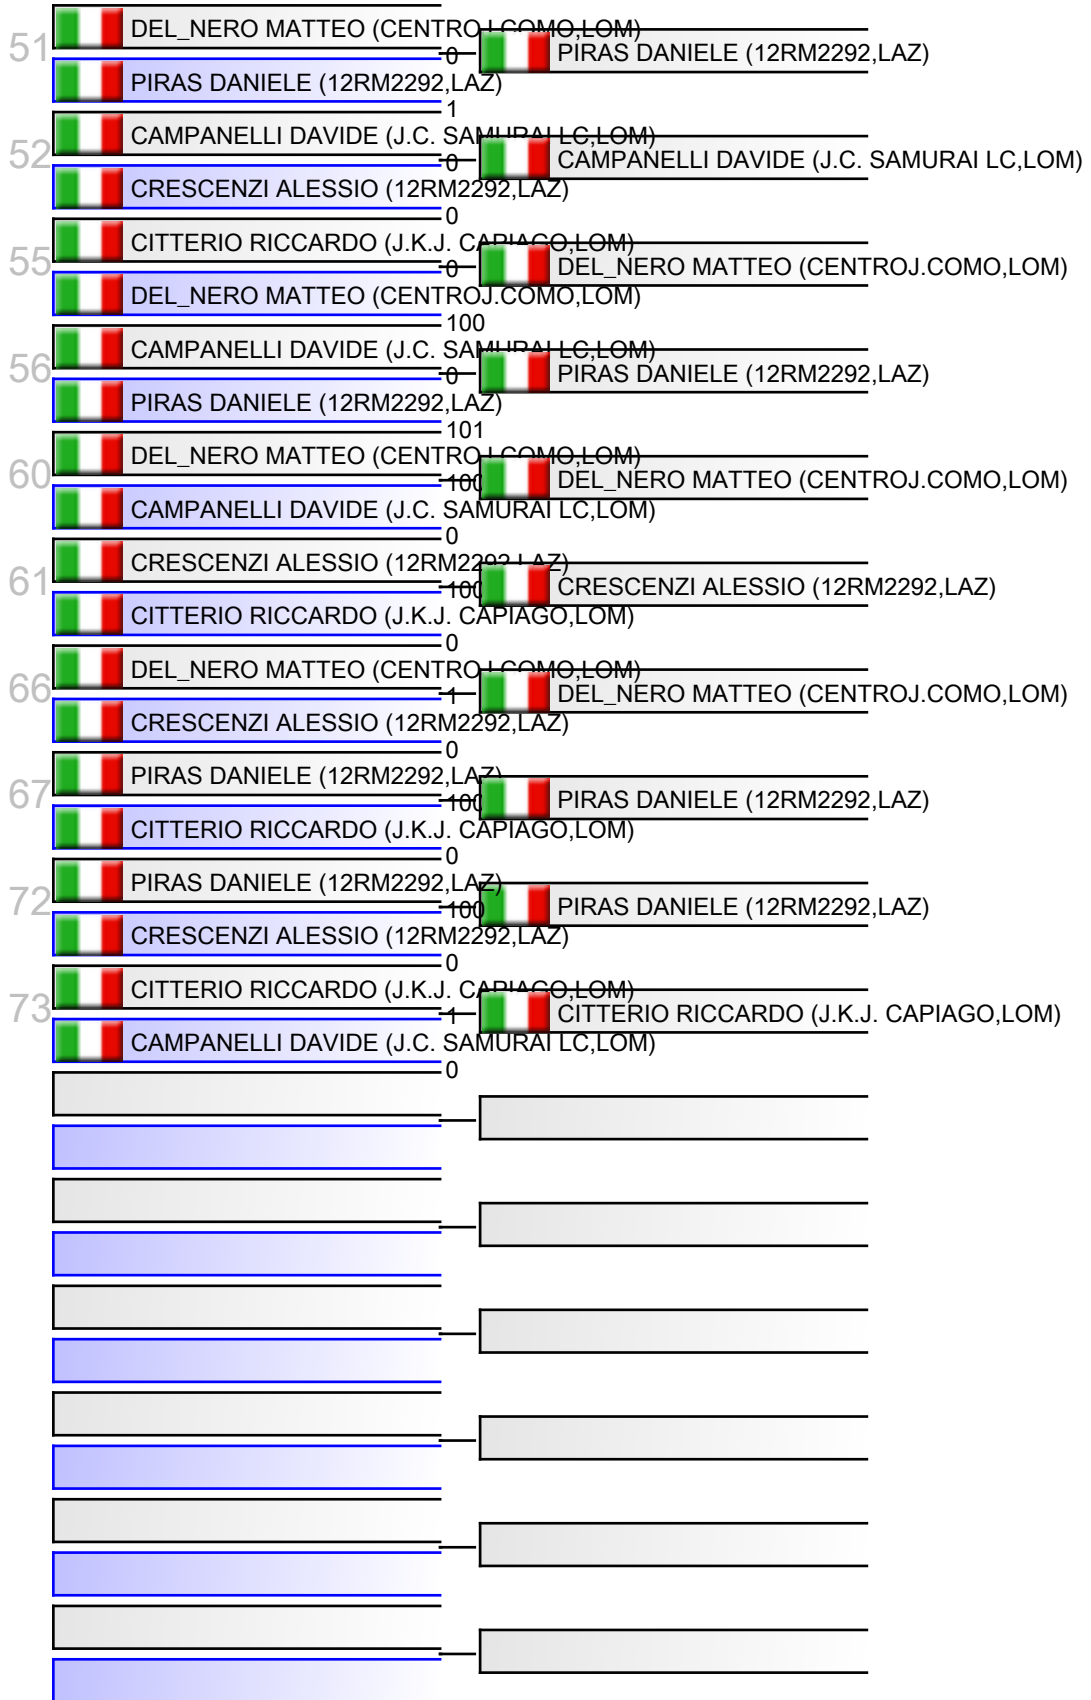 51
DEL_NERO MATTEO (CENTROJ.COMO,LOM)
0
PIRAS DANIELE (12RM2292,LAZ)
PIRAS DANIELE (12RM2292,LAZ)
1
52
CAMPANELLI DAVIDE (J.C. SAMURAI LC,LOM)
0
CAMPANELLI DAVIDE (J.C. SAMURAI LC,LOM)
CRESCENZI ALESSIO (12RM2292,LAZ)
0
55
CITTERIO RICCARDO (J.K.J. CAPIAGO,LOM)
0
DEL_NERO MATTEO (CENTROJ.COMO,LOM)
DEL_NERO MATTEO (CENTROJ.COMO,LOM)
100
56
CAMPANELLI DAVIDE (J.C. SAMURAI LC,LOM)
0
PIRAS DANIELE (12RM2292,LAZ)
PIRAS DANIELE (12RM2292,LAZ)
101
60
DEL_NERO MATTEO (CENTROJ.COMO,LOM)
100
DEL_NERO MATTEO (CENTROJ.COMO,LOM)
CAMPANELLI DAVIDE (J.C. SAMURAI LC,LOM)
0
61
CRESCENZI ALESSIO (12RM2292,LAZ)
100
CRESCENZI ALESSIO (12RM2292,LAZ)
CITTERIO RICCARDO (J.K.J. CAPIAGO,LOM)
0
66
DEL_NERO MATTEO (CENTROJ.COMO,LOM)
1
DEL_NERO MATTEO (CENTROJ.COMO,LOM)
CRESCENZI ALESSIO (12RM2292,LAZ)
0
67
PIRAS DANIELE (12RM2292,LAZ)
100
PIRAS DANIELE (12RM2292,LAZ)
CITTERIO RICCARDO (J.K.J. CAPIAGO,LOM)
0
72
PIRAS DANIELE (12RM2292,LAZ)
100
PIRAS DANIELE (12RM2292,LAZ)
CRESCENZI ALESSIO (12RM2292,LAZ)
0
73
CITTERIO RICCARDO (J.K.J. CAPIAGO,LOM)
1
CITTERIO RICCARDO (J.K.J. CAPIAGO,LOM)
CAMPANELLI DAVIDE (J.C. SAMURAI LC,LOM)
0